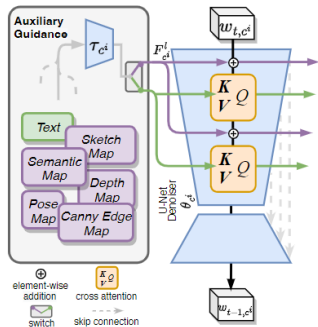 Auxiliary
Guidance
τ_{c^i}
F^l_{c^i}
w_{t,c^i}
K
V Q
Text
Sketch
Map
Semantic
Map
Depth
Map
Pose
Map
Canny Edge
Map
K
V Q
U-Net
Denoiser
θ_{c^i}
element-wise
addition
K
V Q
cross attention
switch
skip connection
w_{t-1,c^i}